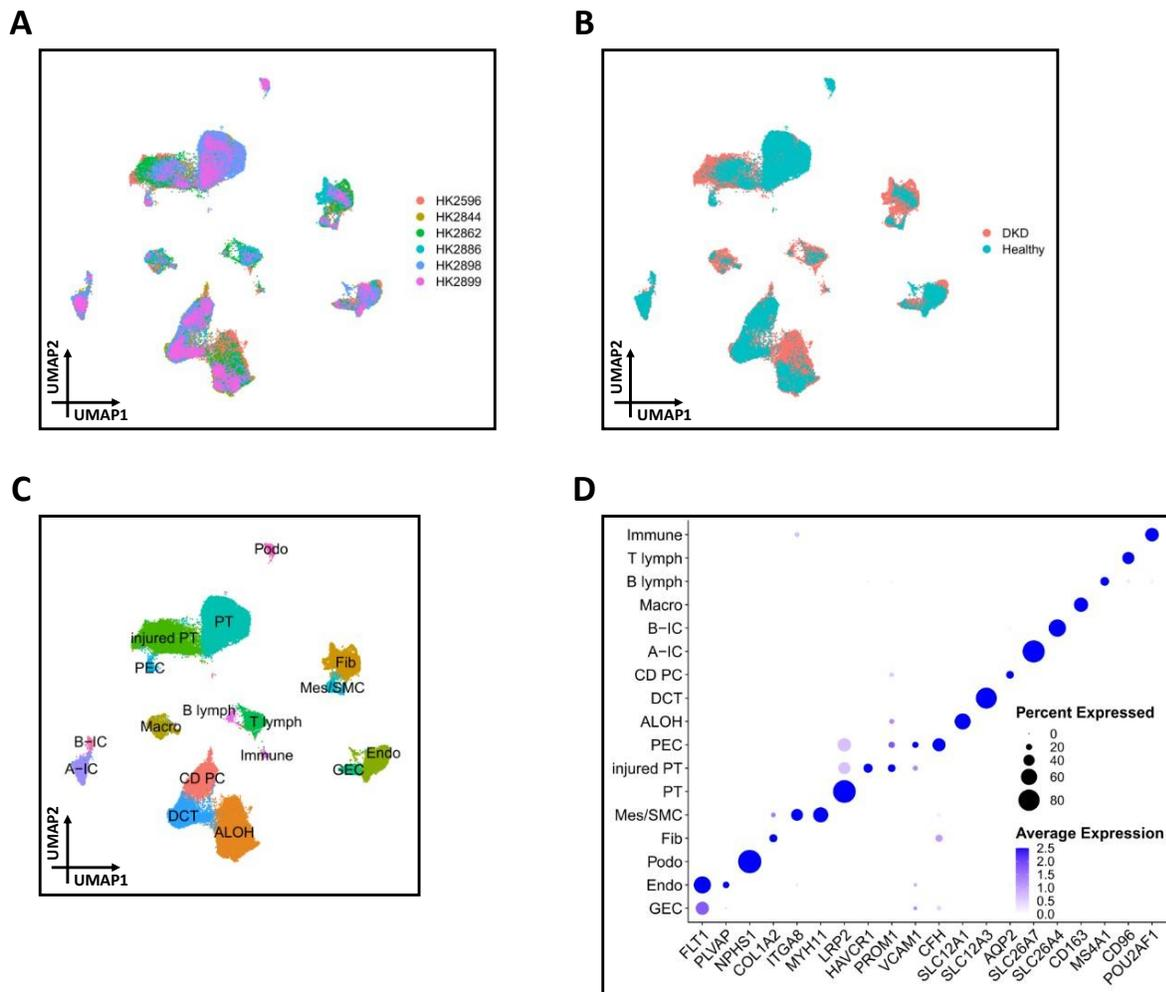 A
HK2596
HK2844
HK2862
HK2886
HK2898
HK2899
UMAP2
UMAP1
B
DKD
Healthy
UMAP2
UMAP1
C
Podo
PT
injured PT
PEC
Fib
Mes/SMC
B lymph
T lymph
Macro
Immune
B−IC
A−IC
Endo
GEC
CD PC
DCT
ALOH
UMAP2
UMAP1
D
Immune
T lymph
B lymph
Macro
B−IC
A−IC
CD PC
DCT
ALOH
PEC
injured PT
PT
Mes/SMC
Fib
Podo
Endo
GEC
Percent Expressed
0
20
40
60
80
Average Expression
2.5
2.0
1.5
1.0
0.5
0.0
FLT1
PLVAP
NPHS1
COL1A2
ITGA8
MYH11
LRP2
HAVCR1
PROM1
VCAM1
CFH
SLC12A1
SLC12A3
AQP2
SLC26A7
SLC26A4
CD163
MS4A1
CD96
POU2AF1